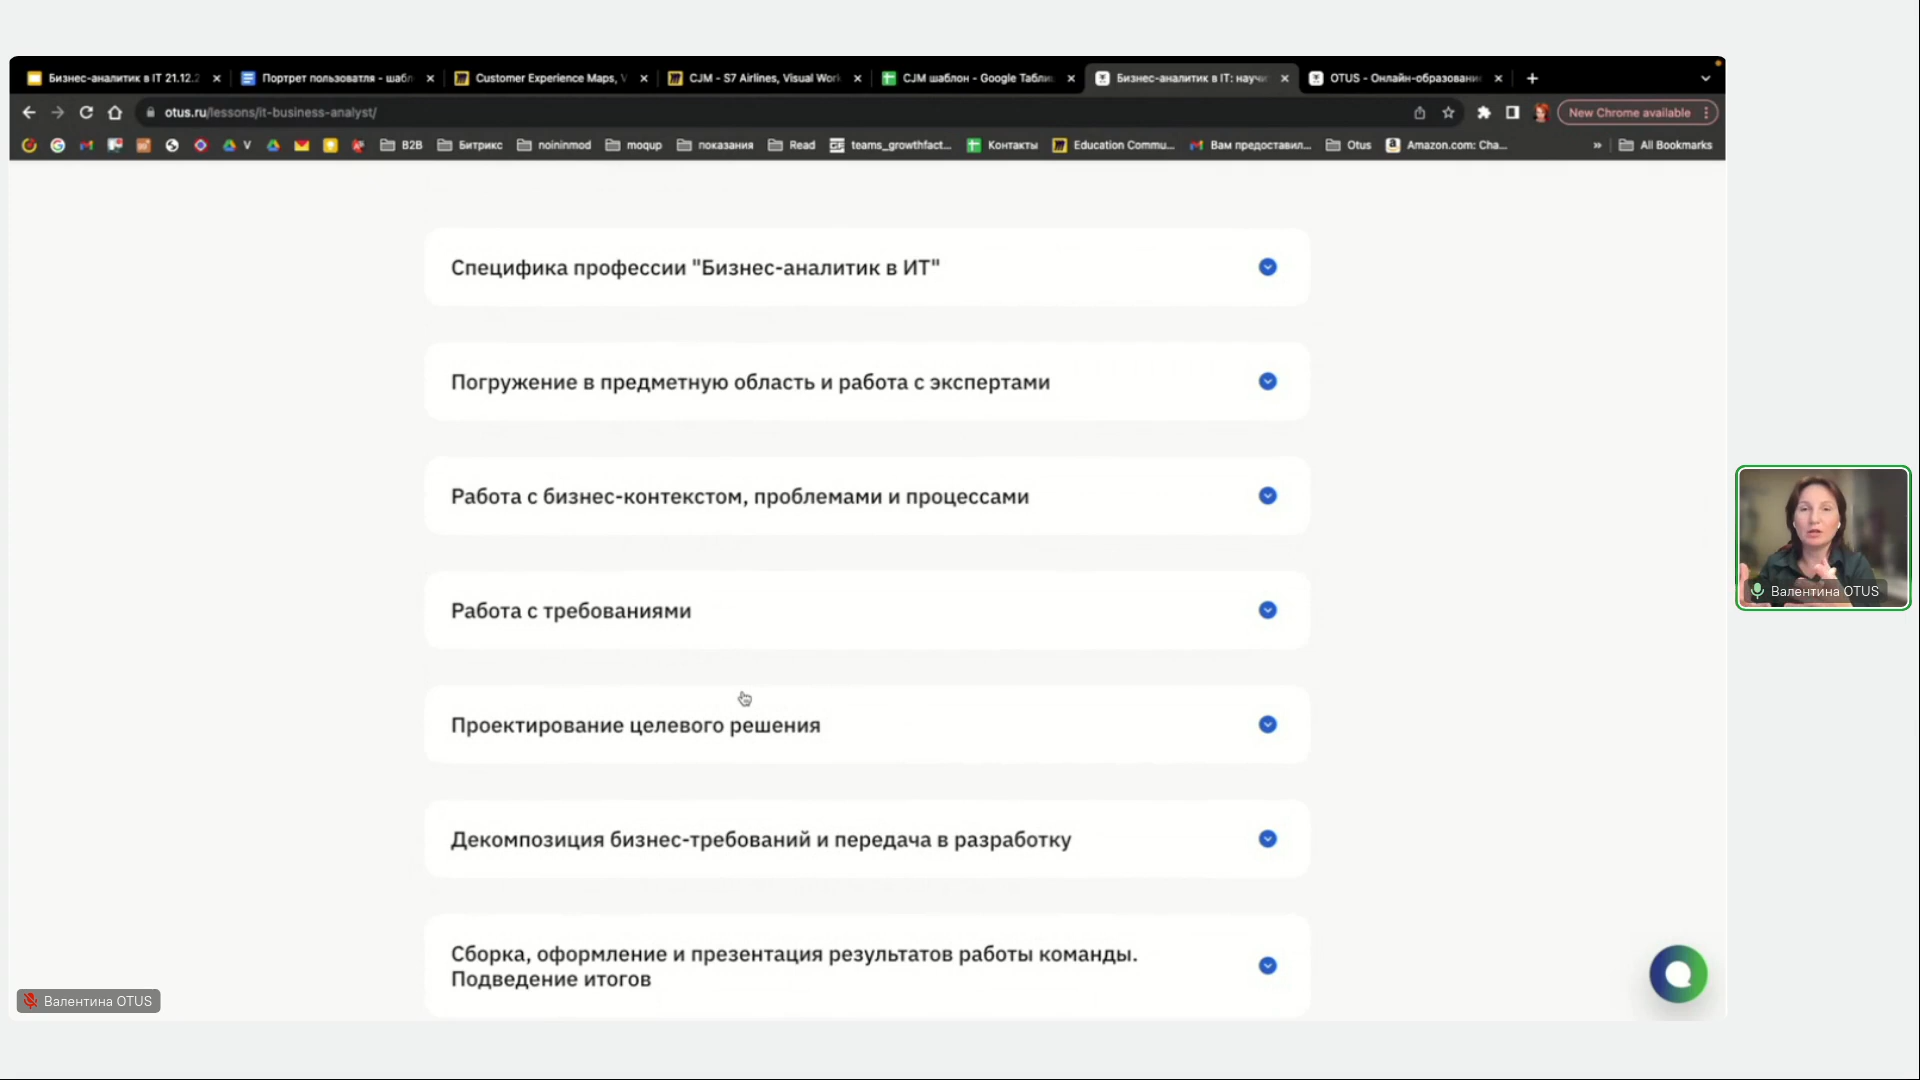 Бизнес-аналитик в IT 21.12.2
Портрет пользователя - шабл
Customer Experience Maps, V
CJM - S7 Airlines, Visual Work
CJM шаблон - Google Табли
Бизнес-аналитик в IT: научи
OTUS - Онлайн-образовани
otus.ru/lessons/it-business-analyst/
New Chrome available
V
B2B
Битрикс
noininmod
moqup
показания
Read
teams_growthfact...
Контакты
Education Commu...
Вам предоставил...
Otus
Amazon.com: Cha...
»
All Bookmarks
Специфика профессии "Бизнес-аналитик в ИТ"
Погружение в предметную область и работа с экспертами
Работа с бизнес-контекстом, проблемами и процессами
Работа с требованиями
Проектирование целевого решения
Декомпозиция бизнес-требований и передача в разработку
Сборка, оформление и презентация результатов работы команды.
Подведение итогов
Валентина OTUS
Валентина OTUS